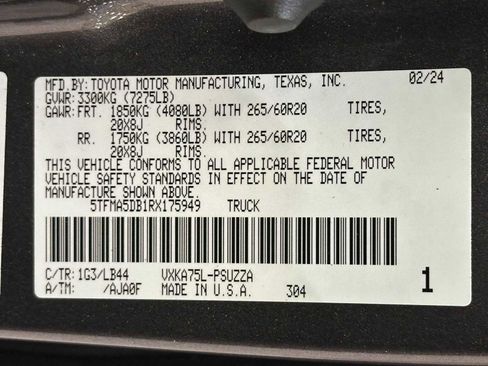 MFD.BY:TOYOTA MOTOR MANUFACTURING, TEXAS, INC. 02/24
GVWR:3300KG (7275LB)
GAWR:FRT. 1850KG (4080LB) WITH 265/60R20 TIRES,
20X8J RIMS.
RR. 1750KG (3860LB) WITH 265/60R20 TIRES,
20X8J RIMS.
THIS VEHICLE CONFORMS TO ALL APPLICABLE FEDERAL MOTOR
VEHICLE SAFETY STANDARDS IN EFFECT ON THE DATE OF
MANUFACTURE SHOWN ABOVE.
5TFMA5DB1RX175949 TRUCK
C/TR:1G3/LB44 VXKA75L-PSUZZA
A/TM: /AJA0F MADE IN U.S.A. 304 1